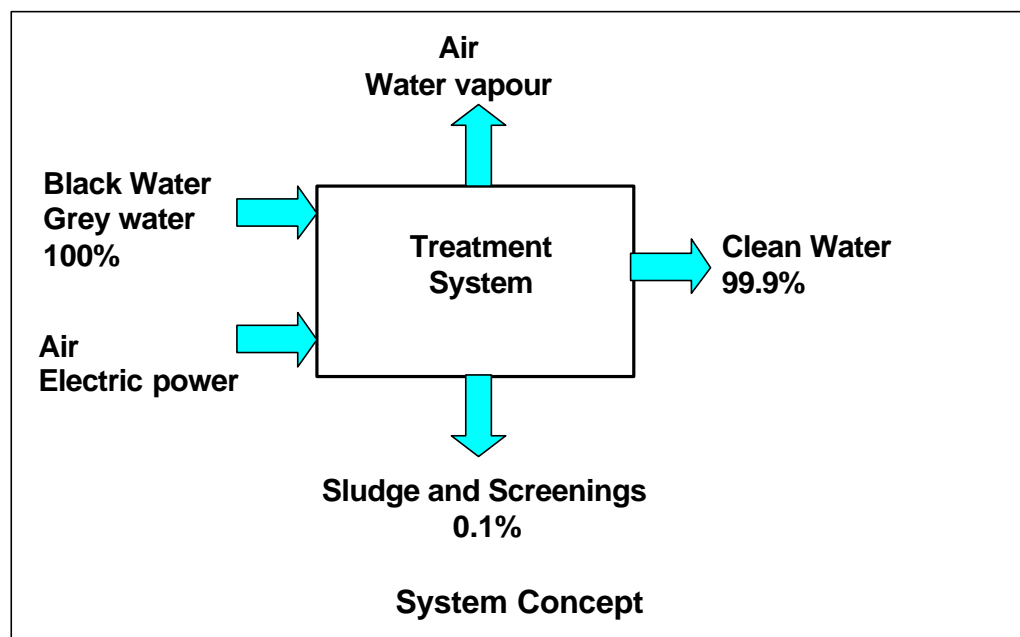 Air
Water vapour
Black Water
Grey water
100%
Treatment
System
Clean Water
99.9%
Air
Electric power
Sludge and Screenings
0.1%
System Concept